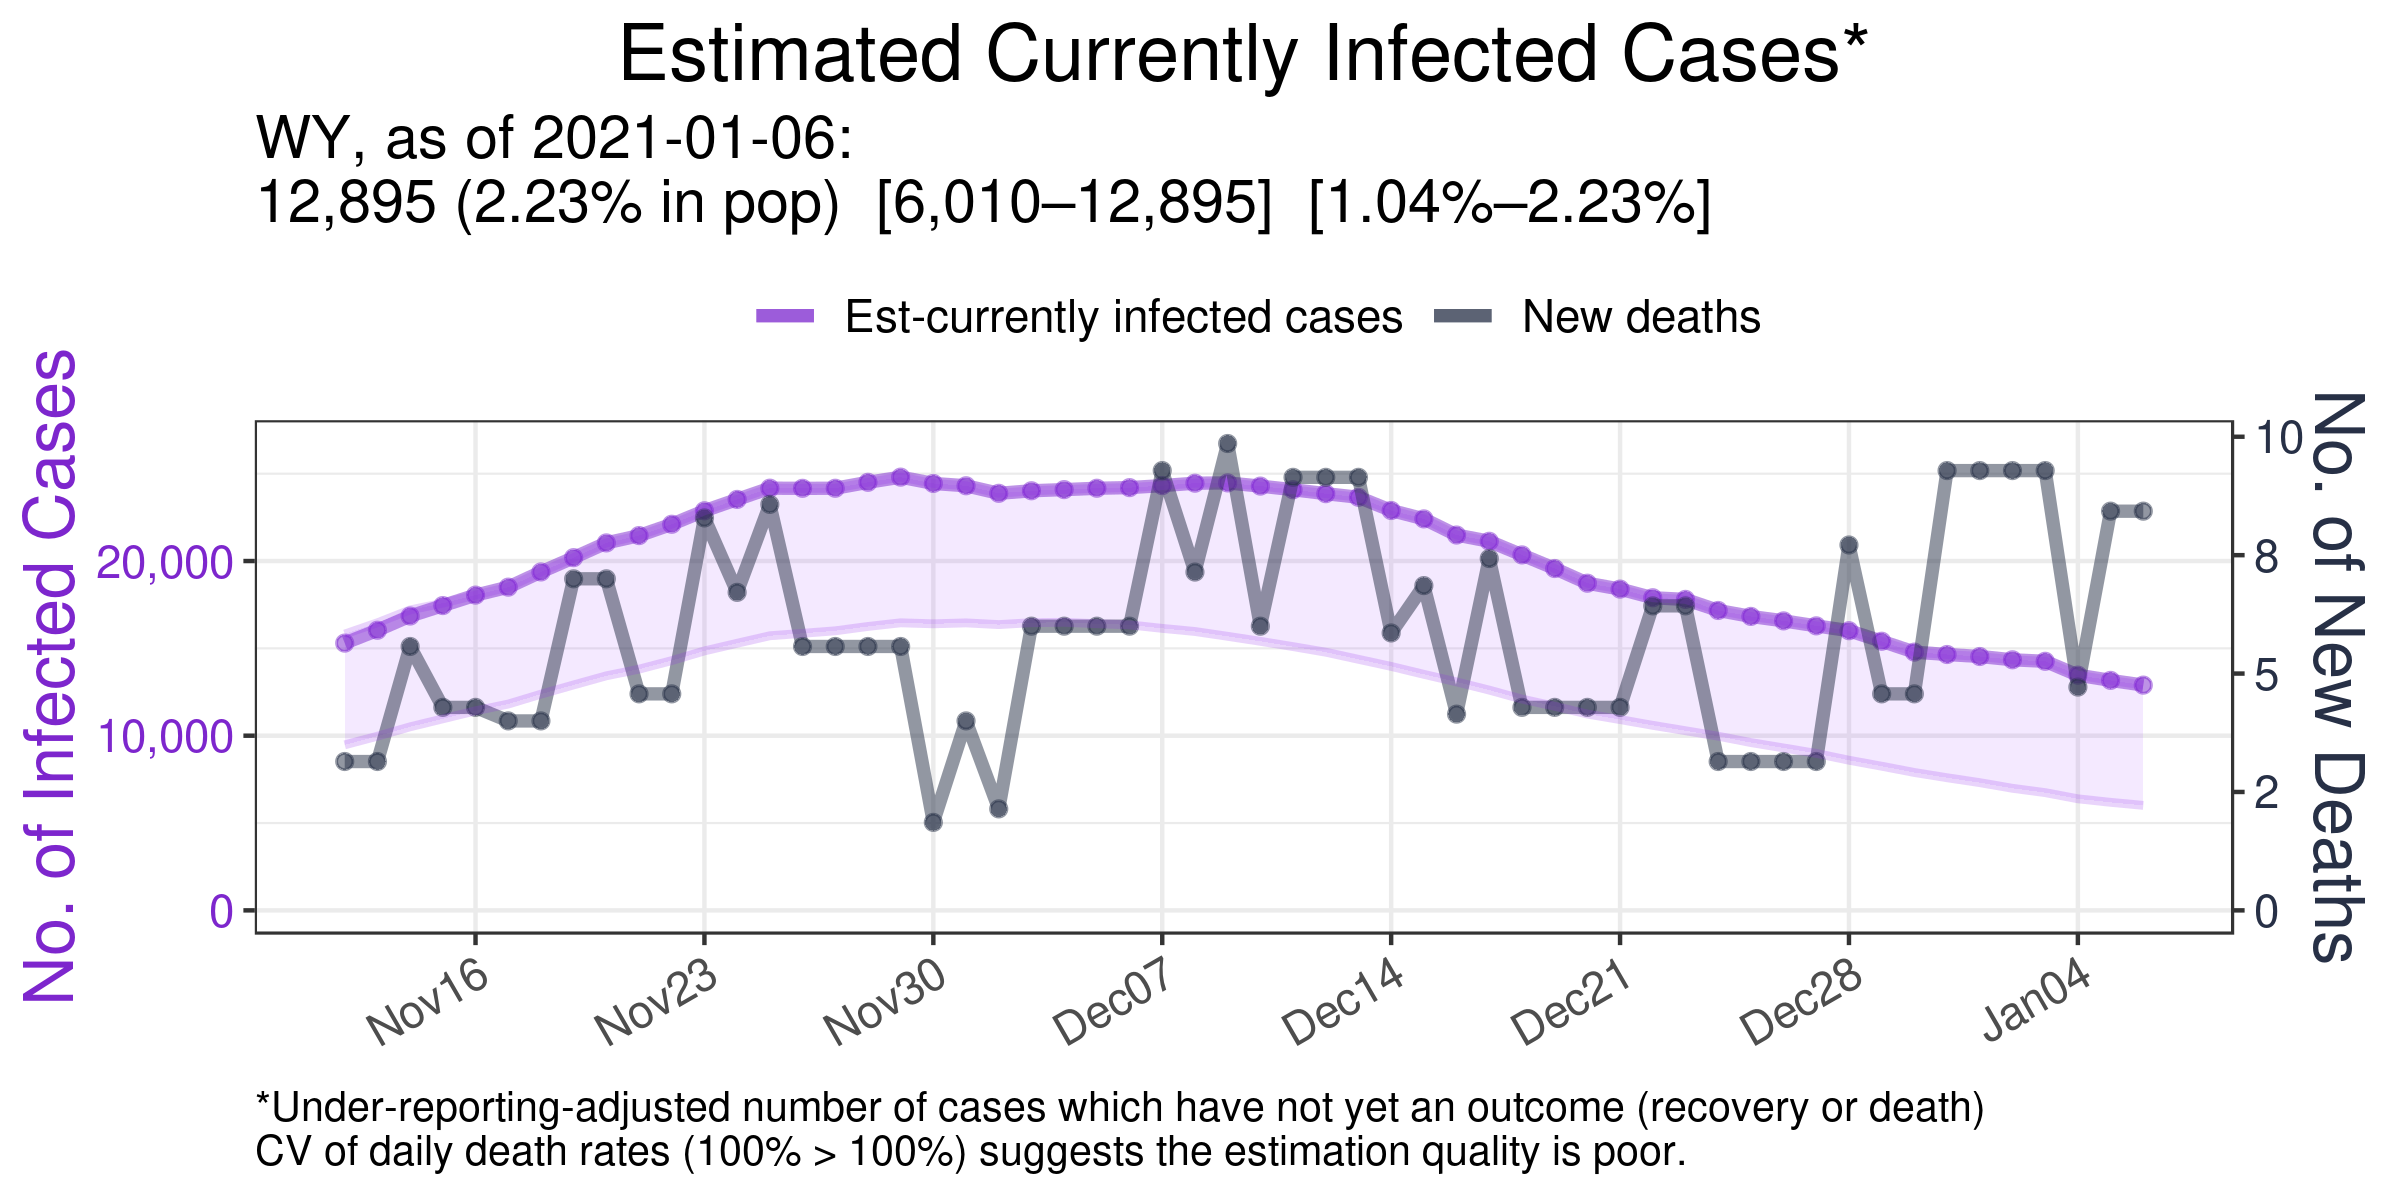 Estimated Currently Infected Cases*
WY, as of 2021-01-06:
12,895 (2.23% in pop)  [6,010–12,895]  [1.04%–2.23%]
Est-currently infected cases
New deaths
No. of Infected Cases
20,000
10,000
0
10
8
5
2
0
No. of New Deaths
Nov16
Nov23
Nov30
Dec07
Dec14
Dec21
Dec28
Jan04
*Under-reporting-adjusted number of cases which have not yet an outcome (recovery or death)
CV of daily death rates (100% > 100%) suggests the estimation quality is poor.